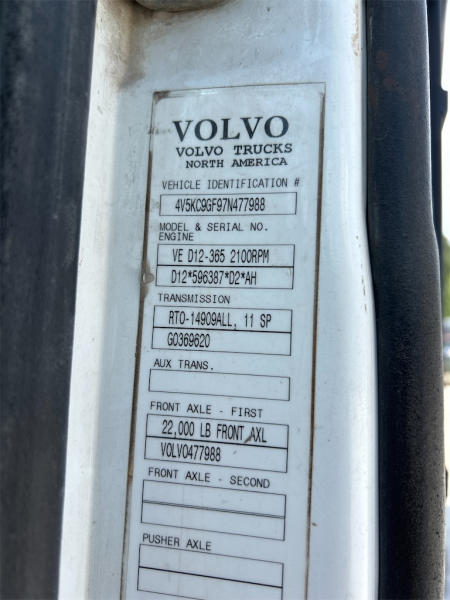 VOLVO
VOLVO TRUCKS
NORTH AMERICA
VEHICLE IDENTIFICATION #
4V5KC9GF97N477988
MODEL & SERIAL NO.
ENGINE
VE D12-365 2100RPM
D12*596387*D2*AH
TRANSMISSION
RTO-14909ALL, 11 SP
G0369620
AUX TRANS.
FRONT AXLE - FIRST
22,000 LB FRONT AXL
VOLVO477988
FRONT AXLE - SECOND
PUSHER AXLE